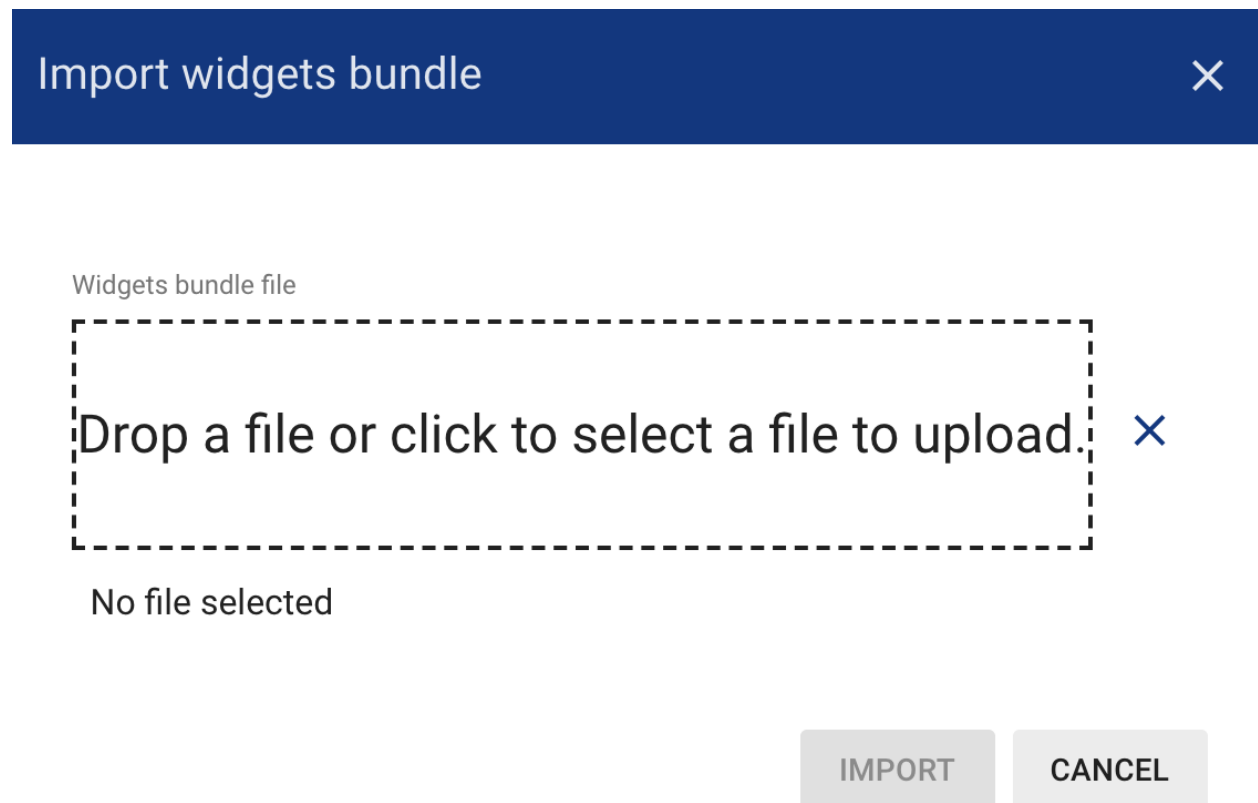 Import widgets bundle
Widgets bundle file
Drop a file or click to select a file to upload.
No file selected
IMPORT
CANCEL